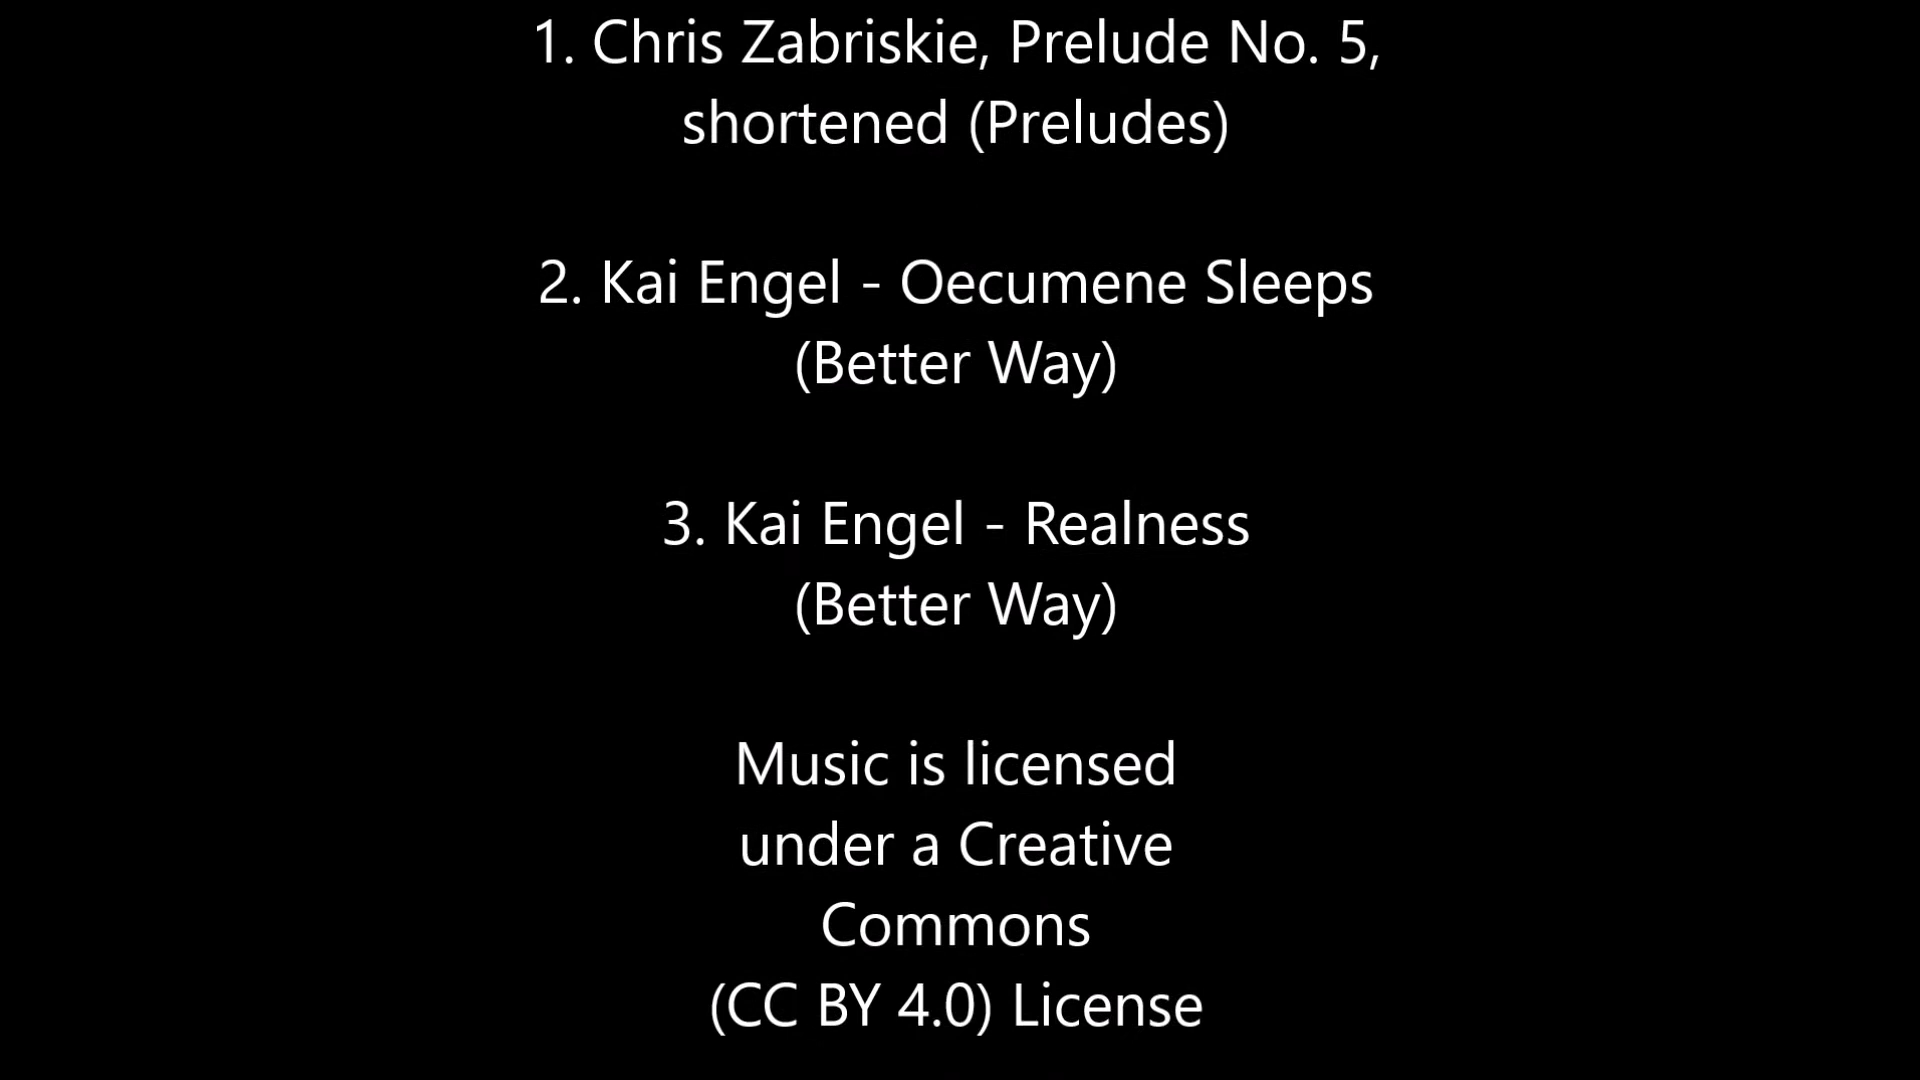 1. Chris Zabriskie, Prelude No. 5,
shortened (Preludes)
2. Kai Engel - Oecumene Sleeps
(Better Way)
3. Kai Engel - Realness
(Better Way)
Music is licensed
under a Creative
Commons
(CC BY 4.0) License